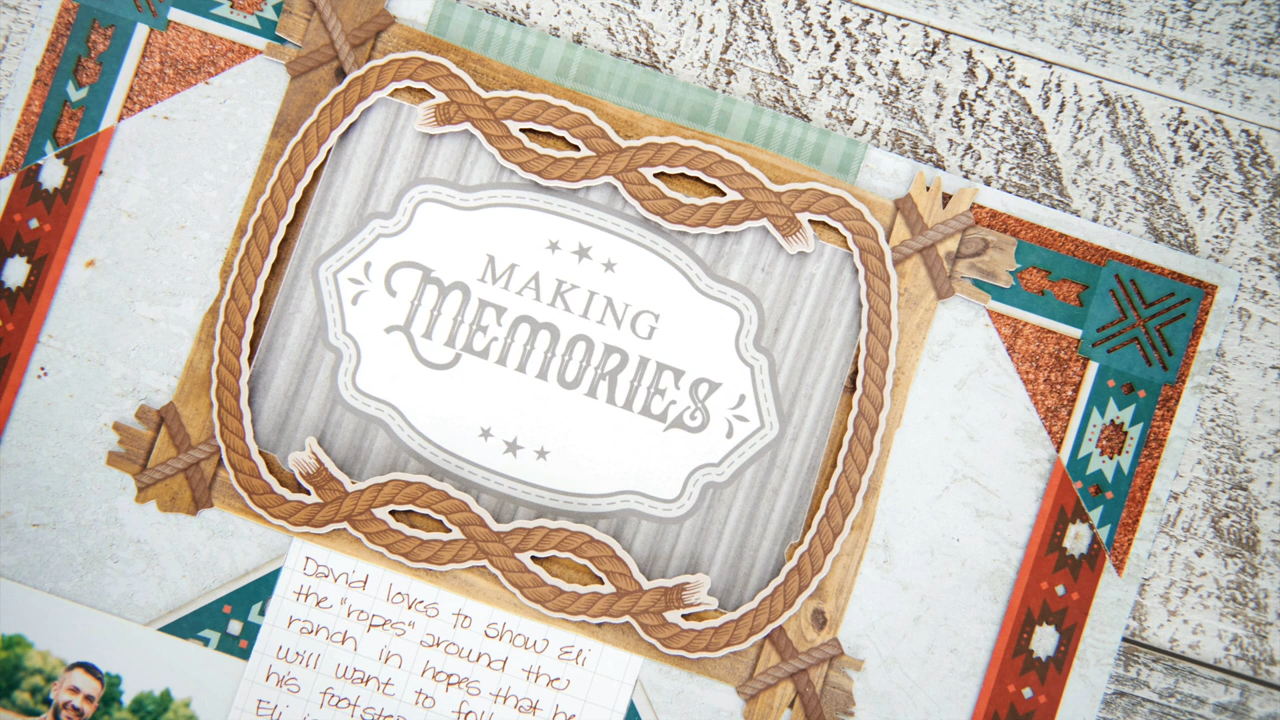 MAKING
MEMORIES
David loves to show Eli
the "ropes" around the
ranch in hopes that he
will want to
his
Eli